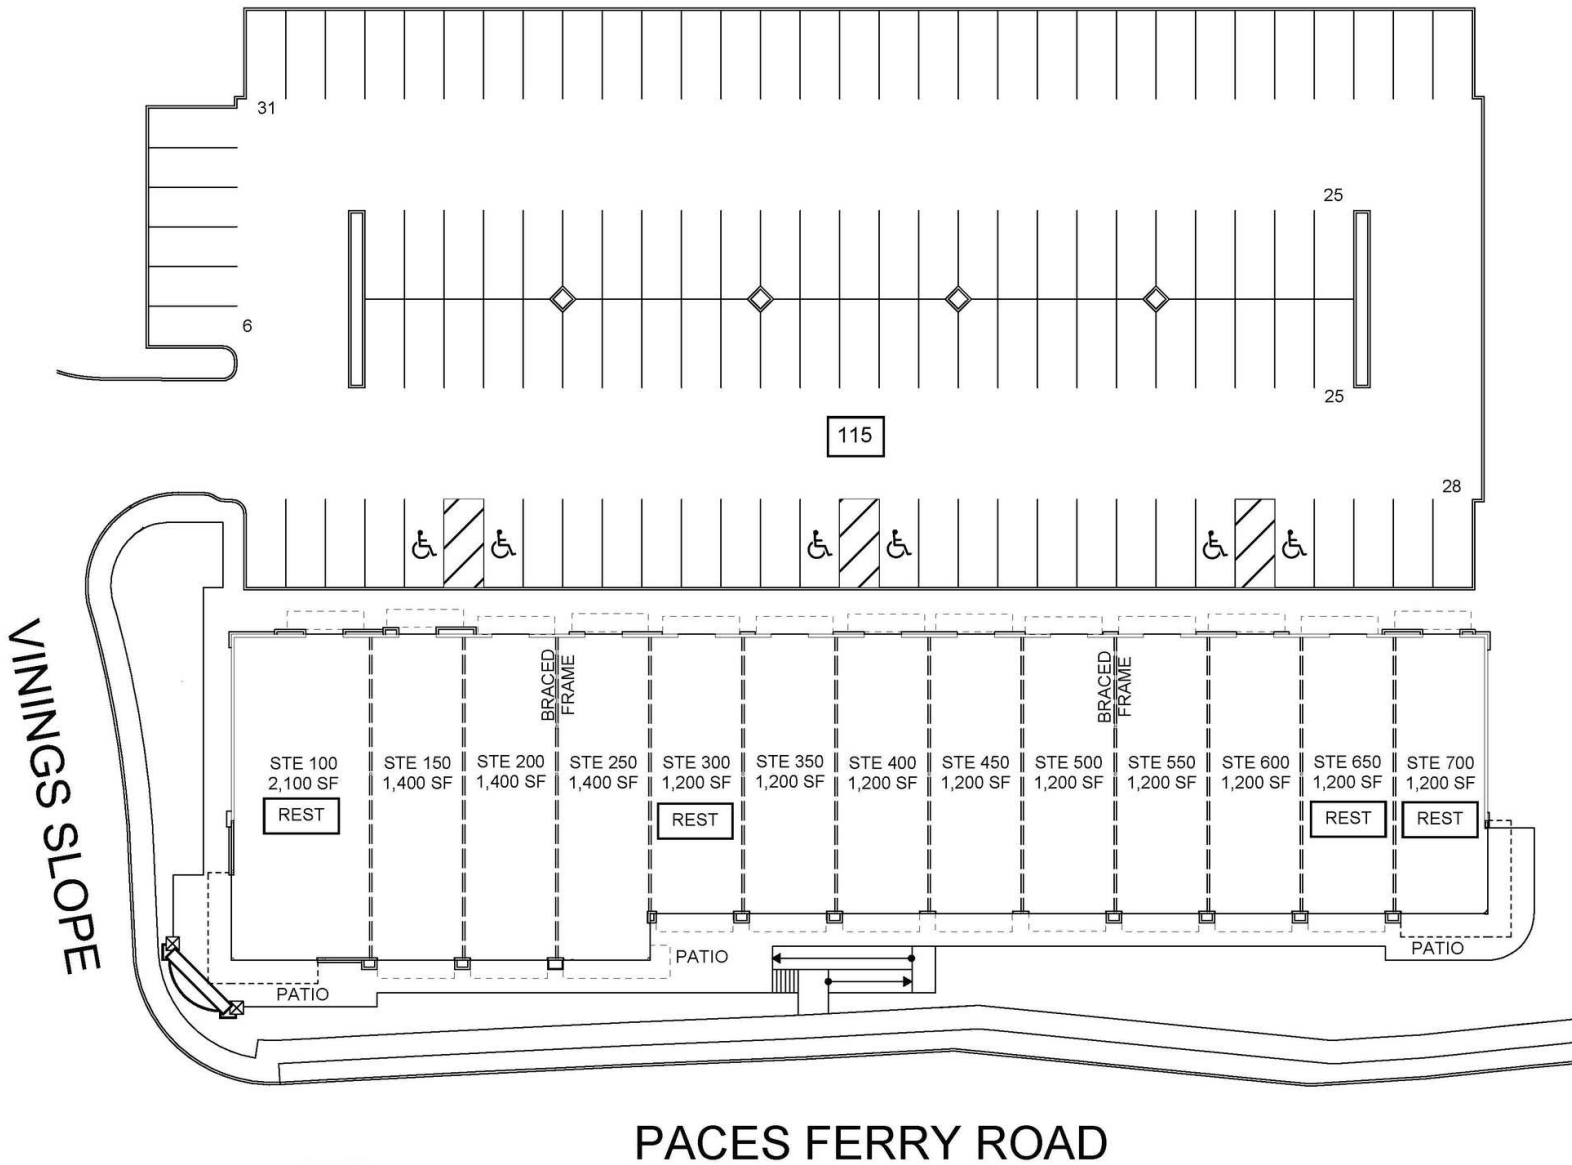 31
25
6
25
115
28
VININGS SLOPE
BRACED
FRAME
BRACED
FRAME
STE 100
2,100 SF
REST
STE 150
1,400 SF
STE 200
1,400 SF
STE 250
1,400 SF
STE 300
1,200 SF
REST
STE 350
1,200 SF
STE 400
1,200 SF
STE 450
1,200 SF
STE 500
1,200 SF
STE 550
1,200 SF
STE 600
1,200 SF
STE 650
1,200 SF
REST
STE 700
1,200 SF
REST
PATIO
PATIO
PATIO
PACES FERRY ROAD